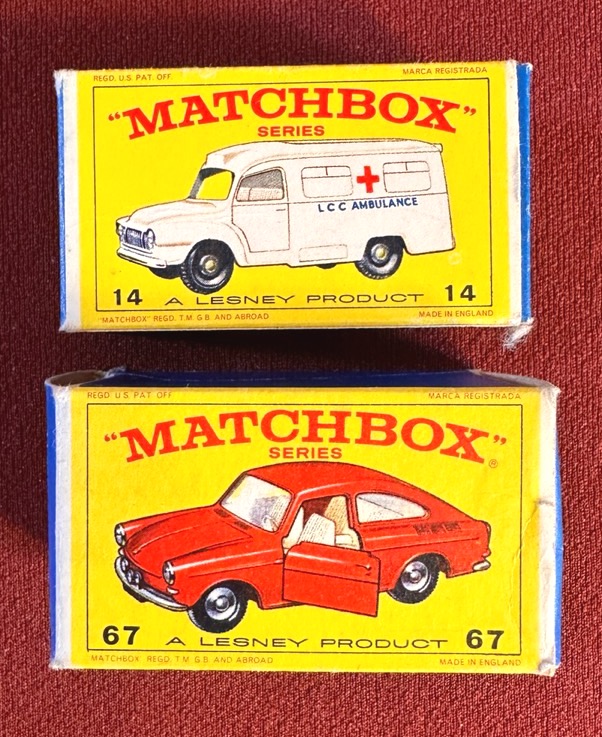 REGD. U.S. PAT. OFF. MARCA REGISTRADA
"MATCHBOX"
SERIES
L C C AMBULANCE
14 A LESNEY PRODUCT 14
"MATCHBOX" REGD. T.M. G.B. AND ABROAD MADE IN ENGLAND
REGD. U.S. PAT. OFF. MARCA REGISTRADA
"MATCHBOX"
SERIES ®
67 A LESNEY PRODUCT 67
MATCHBOX" REGD. T.M. G.B. AND ABROAD MADE IN ENGLAND